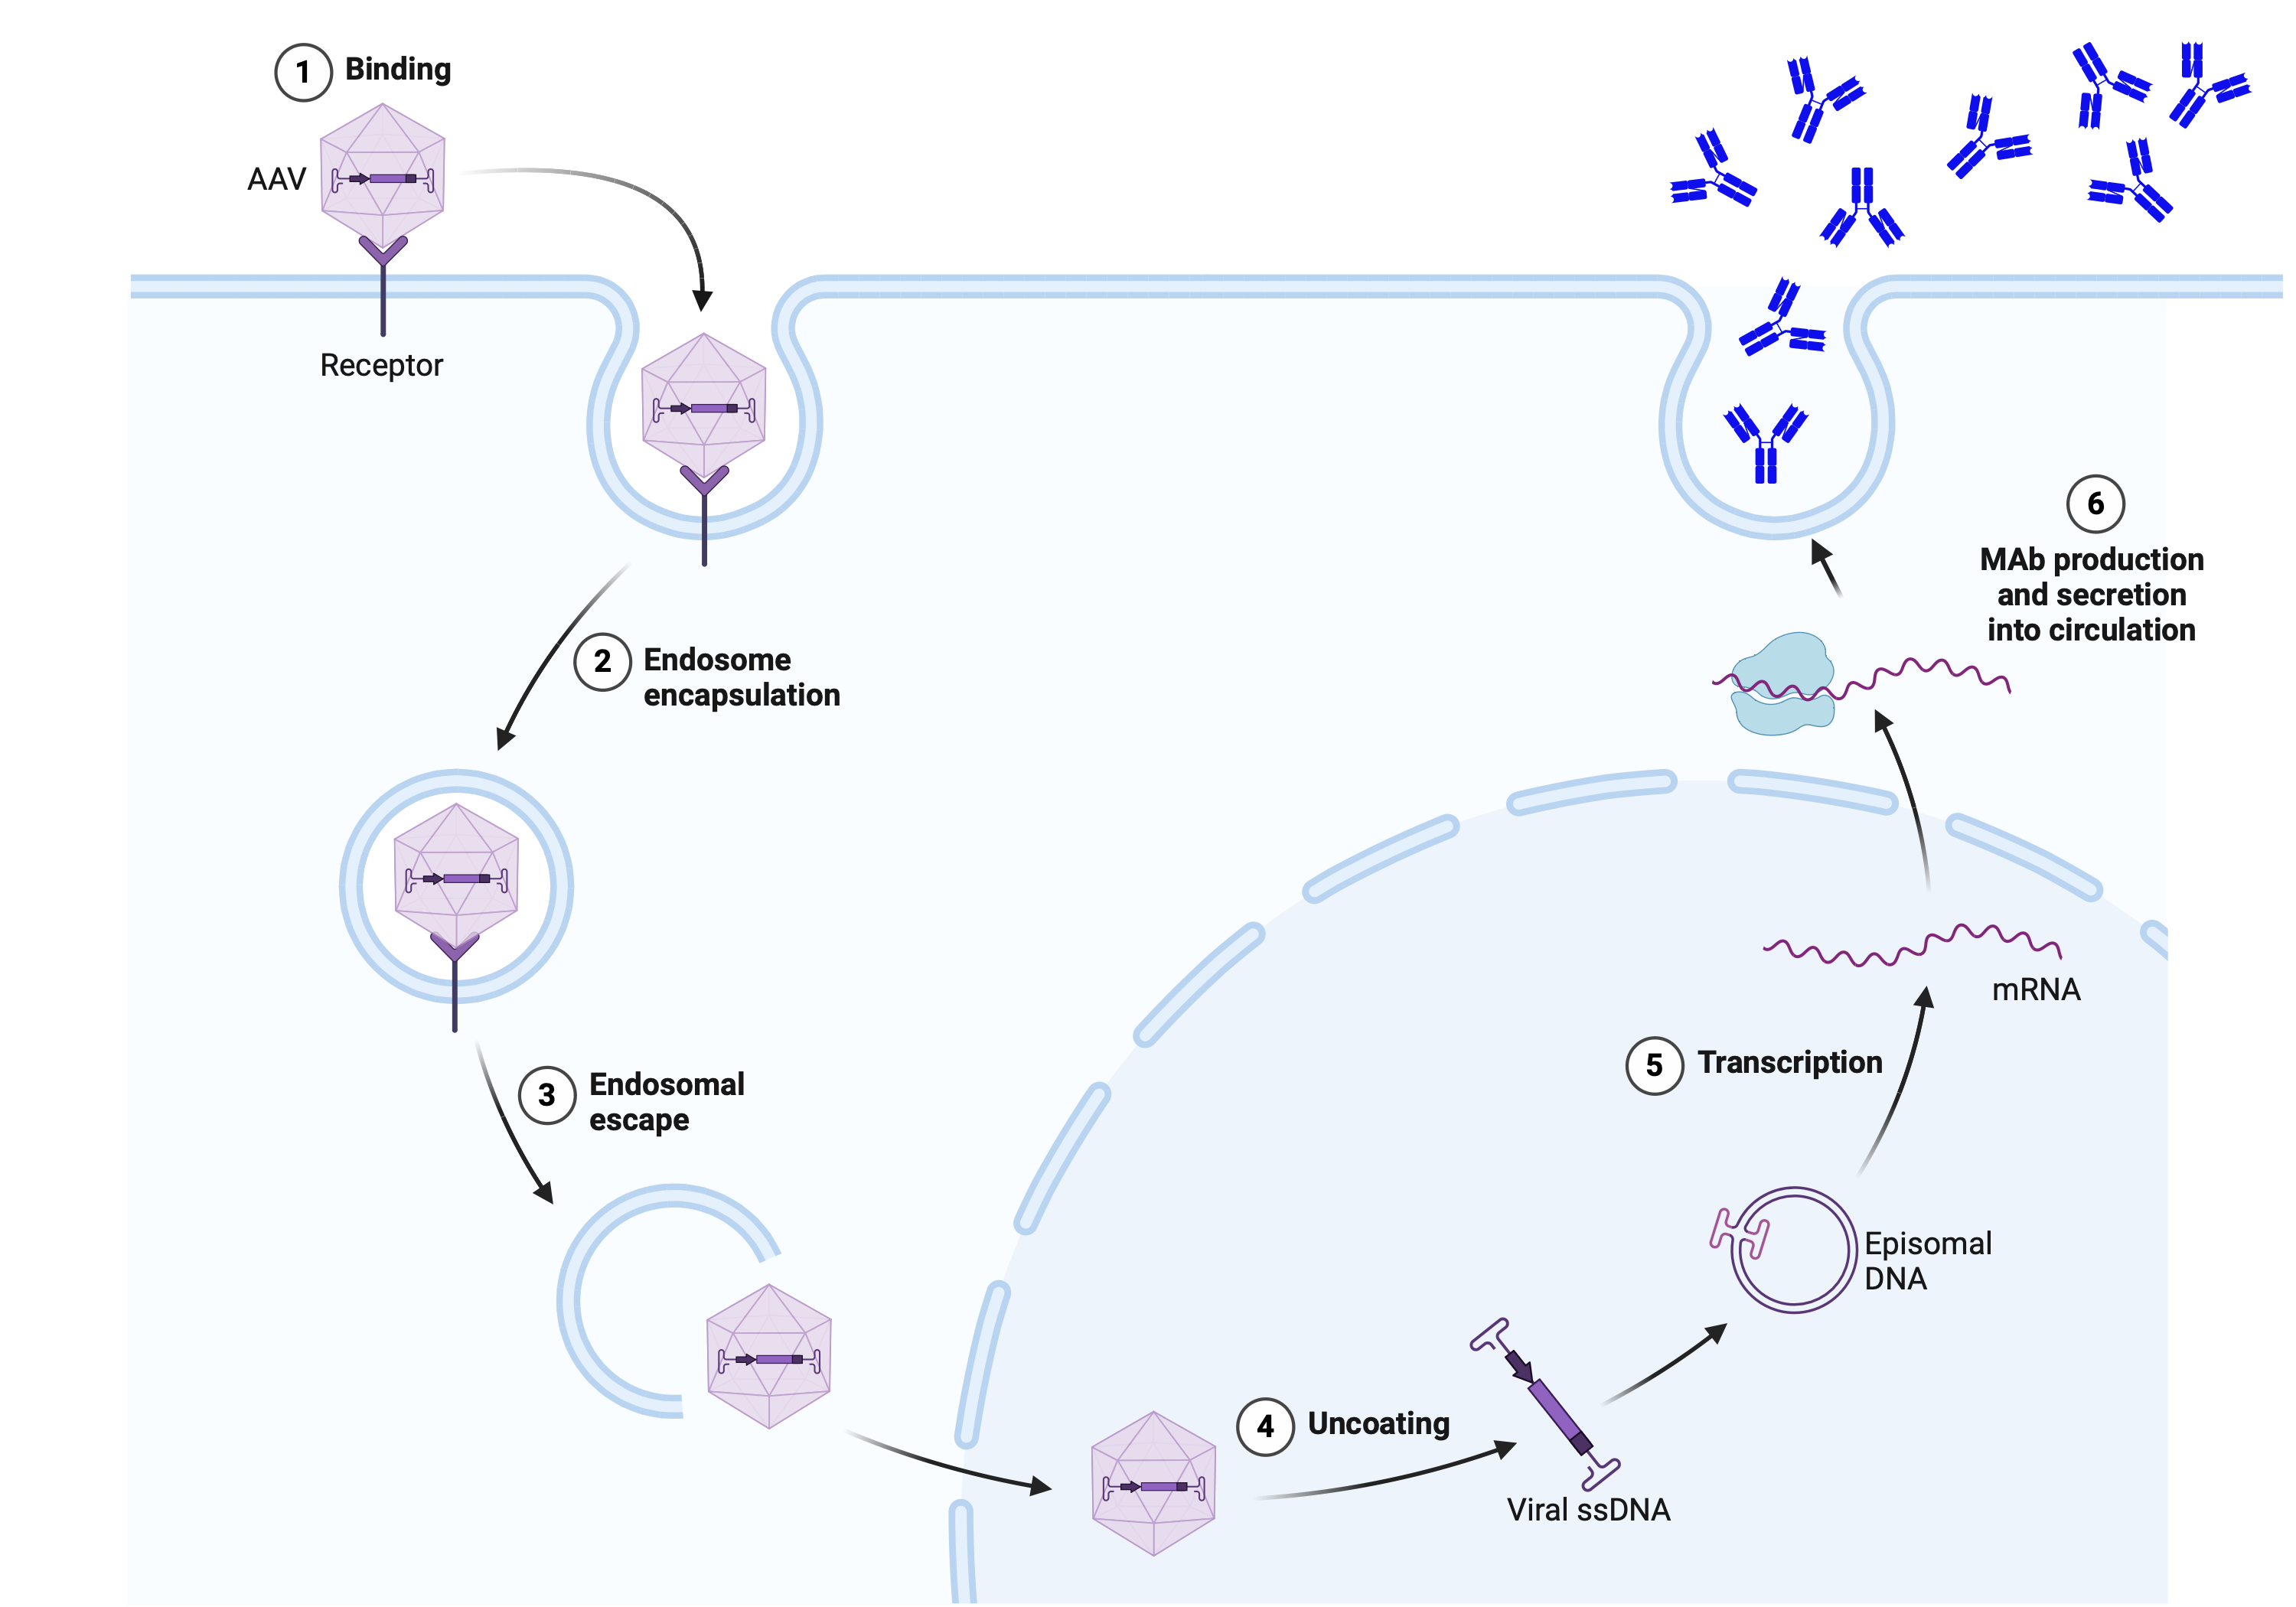 1 Binding
AAV
Receptor
2 Endosome
encapsulation
3 Endosomal
escape
4 Uncoating
Viral ssDNA
Episomal
DNA
5 Transcription
mRNA
6
MAb production
and secretion
into circulation